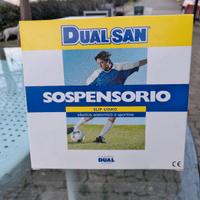 DUAL SAN
SOSPENSORIO
SLIP UOMO
elastico anatomico e sportivo
DUAL
CE